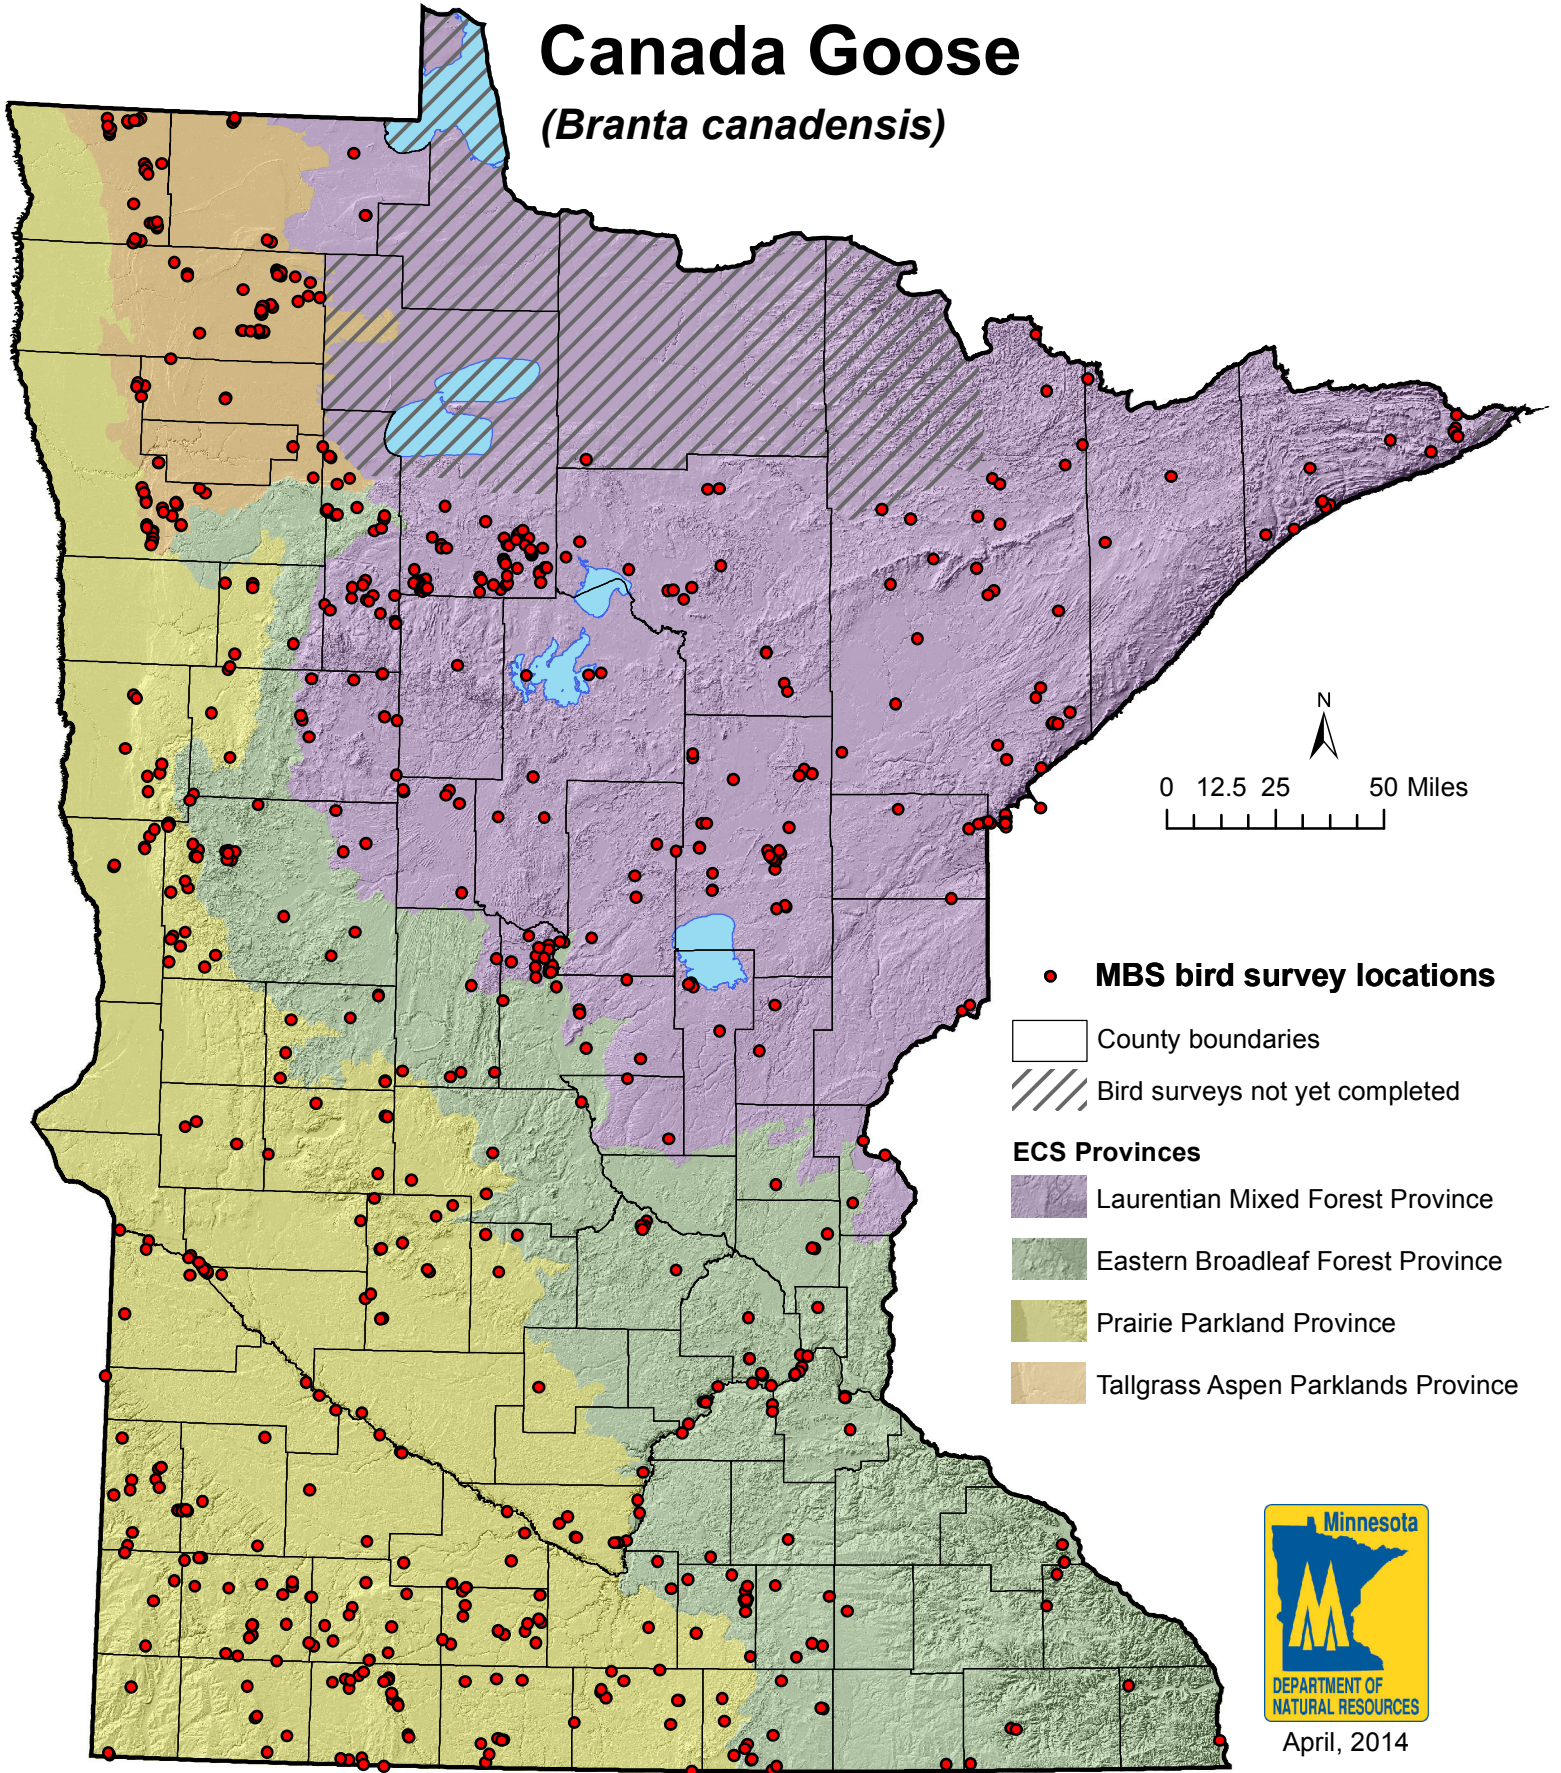 Canada Goose
(Branta canadensis)
N
0 12.5 25 50 Miles
MBS bird survey locations
County boundaries
Bird surveys not yet completed
ECS Provinces
Laurentian Mixed Forest Province
Eastern Broadleaf Forest Province
Prairie Parkland Province
Tallgrass Aspen Parklands Province
Minnesota
DEPARTMENT OF
NATURAL RESOURCES
April, 2014